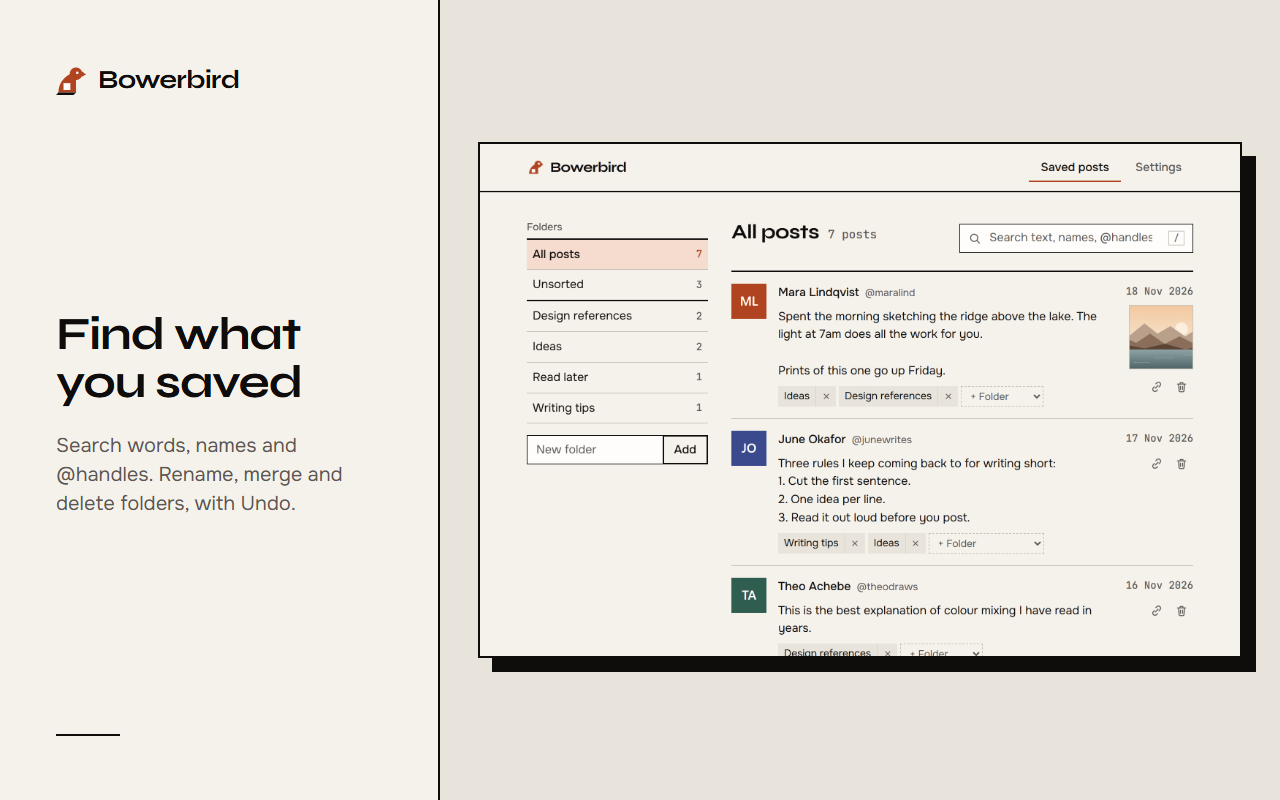 Bowerbird
Find what
you saved
Search words, names and
@handles. Rename, merge and
delete folders, with Undo.
Bowerbird
Saved posts
Settings
Folders
All posts 7
Unsorted 3
Design references 2
Ideas 2
Read later 1
Writing tips 1
New folder Add
All posts 7 posts
Search text, names, @handles /
ML
Mara Lindqvist @maralind
18 Nov 2026
Spent the morning sketching the ridge above the lake. The
light at 7am does all the work for you.
Prints of this one go up Friday.
Ideas × Design references × + Folder
JO
June Okafor @junewrites
17 Nov 2026
Three rules I keep coming back to for writing short:
1. Cut the first sentence.
2. One idea per line.
3. Read it out loud before you post.
Writing tips × Ideas × + Folder
TA
Theo Achebe @theodraws
16 Nov 2026
This is the best explanation of colour mixing I have read in
years.
Design references × + Folder